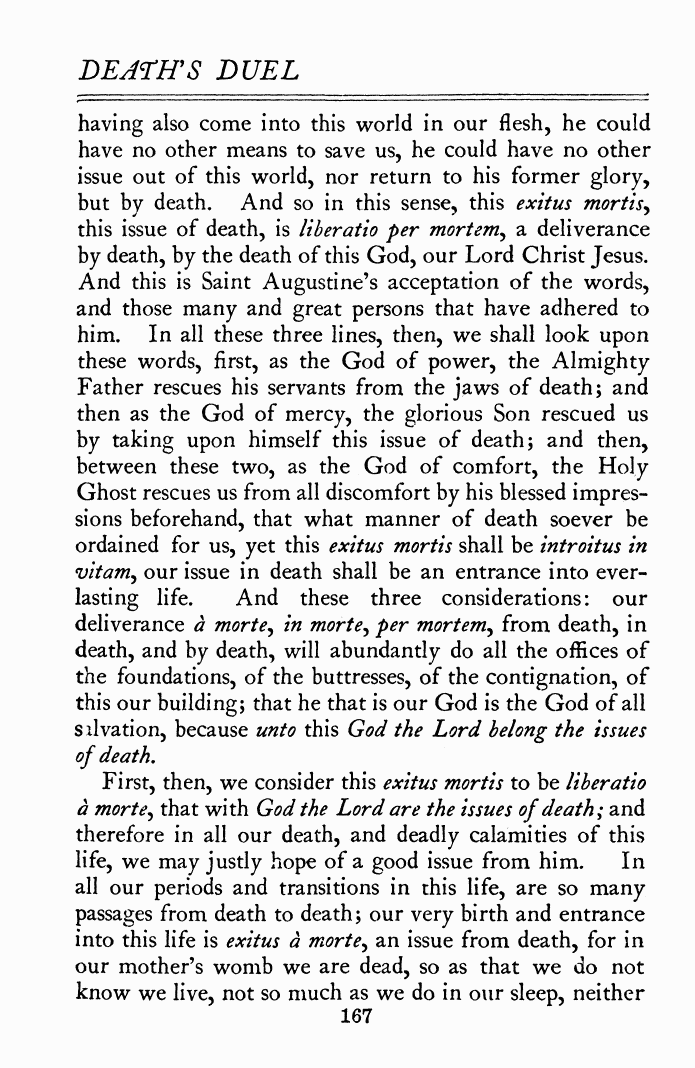 DEATH'S DUEL
having also come into this world in our flesh, he could
have no other means to save us, he could have no other
issue out of this world, nor return to his former glory,
but by death. And so in this sense, this exitus mortis,
this issue of death, is liberatio per mortem, a deliverance
by death, by the death of this God, our Lord Christ Jesus.
And this is Saint Augustine's acceptation of the words,
and those many and great persons that have adhered to
him. In all these three lines, then, we shall look upon
these words, first, as the God of power, the Almighty
Father rescues his servants from the jaws of death; and
then as the God of mercy, the glorious Son rescued us
by taking upon himself this issue of death; and then,
between these two, as the God of comfort, the Holy
Ghost rescues us from all discomfort by his blessed impres-
sions beforehand, that what manner of death soever be
ordained for us, yet this exitus mortis shall be introitus in
vitam, our issue in death shall be an entrance into ever-
lasting life. And these three considerations: our
deliverance à morte, in morte, per mortem, from death, in
death, and by death, will abundantly do all the offices of
the foundations, of the buttresses, of the contignation, of
this our building; that he that is our God is the God of all
salvation, because unto this God the Lord belong the issues
of death.
First, then, we consider this exitus mortis to be liberatio
à morte, that with God the Lord are the issues of death; and
therefore in all our death, and deadly calamities of this
life, we may justly hope of a good issue from him. In
all our periods and transitions in this life, are so many
passages from death to death; our very birth and entrance
into this life is exitus à morte, an issue from death, for in
our mother's womb we are dead, so as that we do not
know we live, not so much as we do in our sleep, neither
167